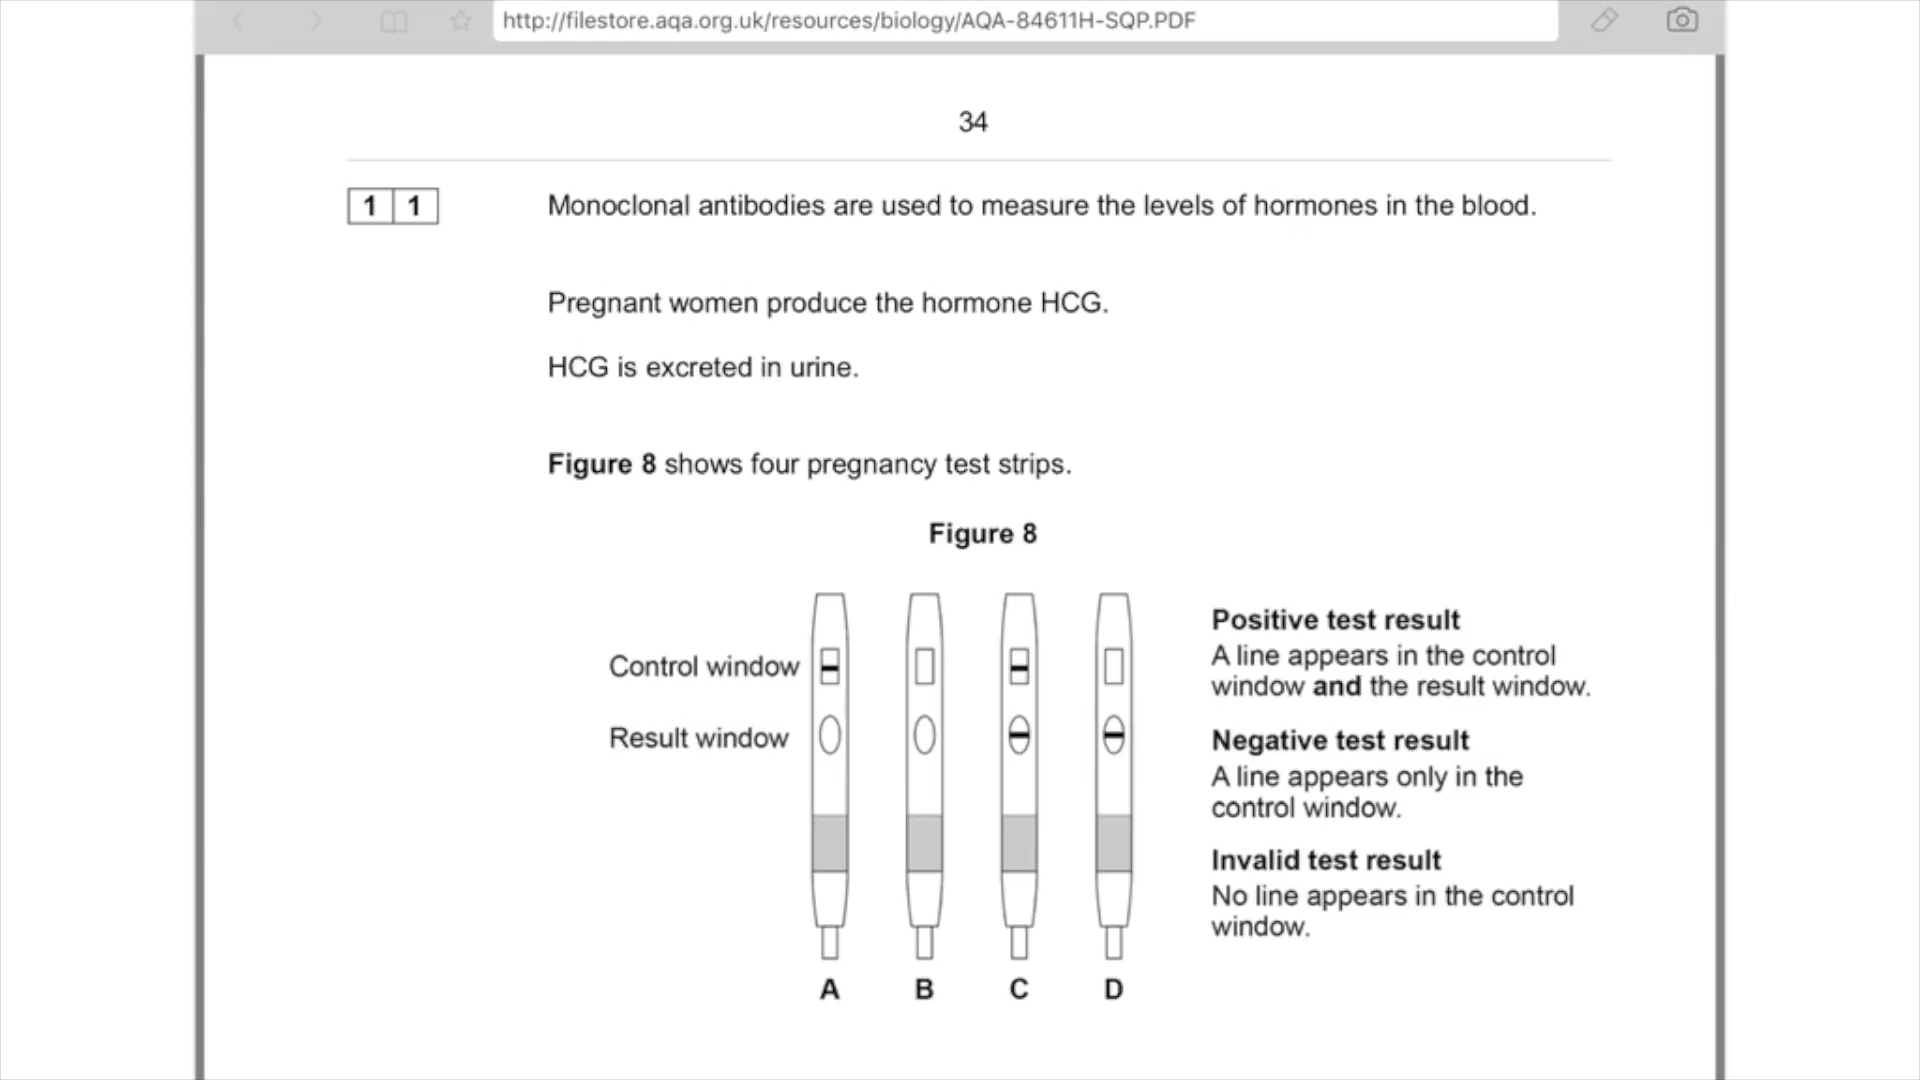 http://filestore.aqa.org.uk/resources/biology/AQA-84611H-SQP.PDF
34
1 1 Monoclonal antibodies are used to measure the levels of hormones in the blood.
Pregnant women produce the hormone HCG.
HCG is excreted in urine.
Figure 8 shows four pregnancy test strips.
Figure 8
Control window
Result window
A B C D
Positive test result
A line appears in the control
window and the result window.
Negative test result
A line appears only in the
control window.
Invalid test result
No line appears in the control
window.